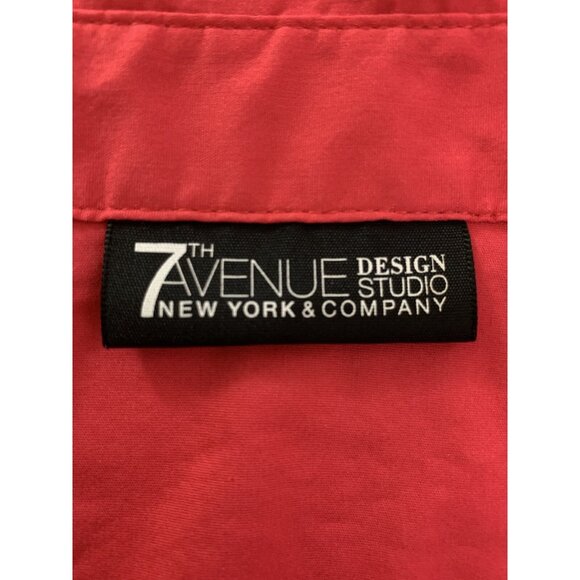 7TH AVENUE DESIGN STUDIO
NEW YORK & COMPANY